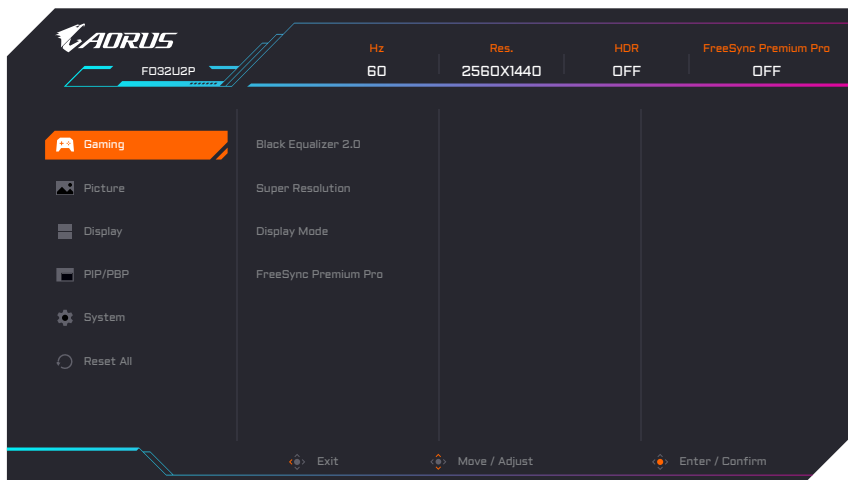 AORUS
FO32U2P
Hz Res. HDR FreeSync Premium Pro
60 2560X1440 OFF OFF
Gaming Black Equalizer 2.0
Picture Super Resolution
Display Display Mode
PIP/PBP FreeSync Premium Pro
System
Reset All
Exit Move / Adjust Enter / Confirm